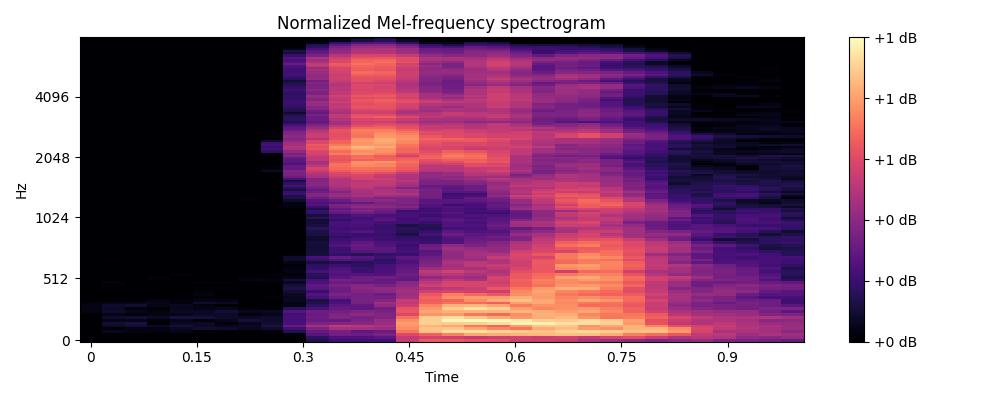 Normalized Mel-frequency spectrogram
Hz
4096
2048
1024
512
0
0
0.15
0.3
0.45
0.6
0.75
0.9
Time
+1 dB
+1 dB
+1 dB
+0 dB
+0 dB
+0 dB